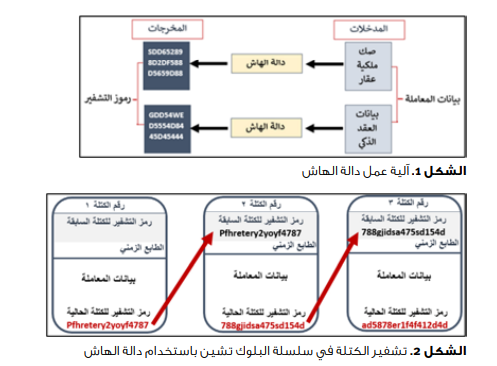 المدخلات
المخرجات
صك
ملكية
عقار
دالة الهاش
SDD65289
8D2DF588
D5659D88
بيانات المعاملة
رموز التشفير
بيانات
العقد
الذكي
دالة الهاش
GDD54WE
D5554D84
45D45444
الشكل 1. آلية عمل دالة الهاش
رقم الكتلة ٣
رمز التشفير للكتلة السابقة
788gjidsa475sd154d
الطابع الزمني
بيانات المعاملة
رمز التشفير للكتلة الحالية
ad5878er1f4f412d4d
رقم الكتلة ٢
رمز التشفير للكتلة السابقة
Pfhretery2yoyf4787
الطابع الزمني
بيانات المعاملة
رمز التشفير للكتلة الحالية
788gjidsa475sd154d
رقم الكتلة ١
رمز التشفير للكتلة السابقة
الطابع الزمني
بيانات المعاملة
رمز التشفير للكتلة الحالية
Pfhretery2yoyf4787
الشكل 2. تشفير الكتلة في سلسلة البلوك تشين باستخدام دالة الهاش